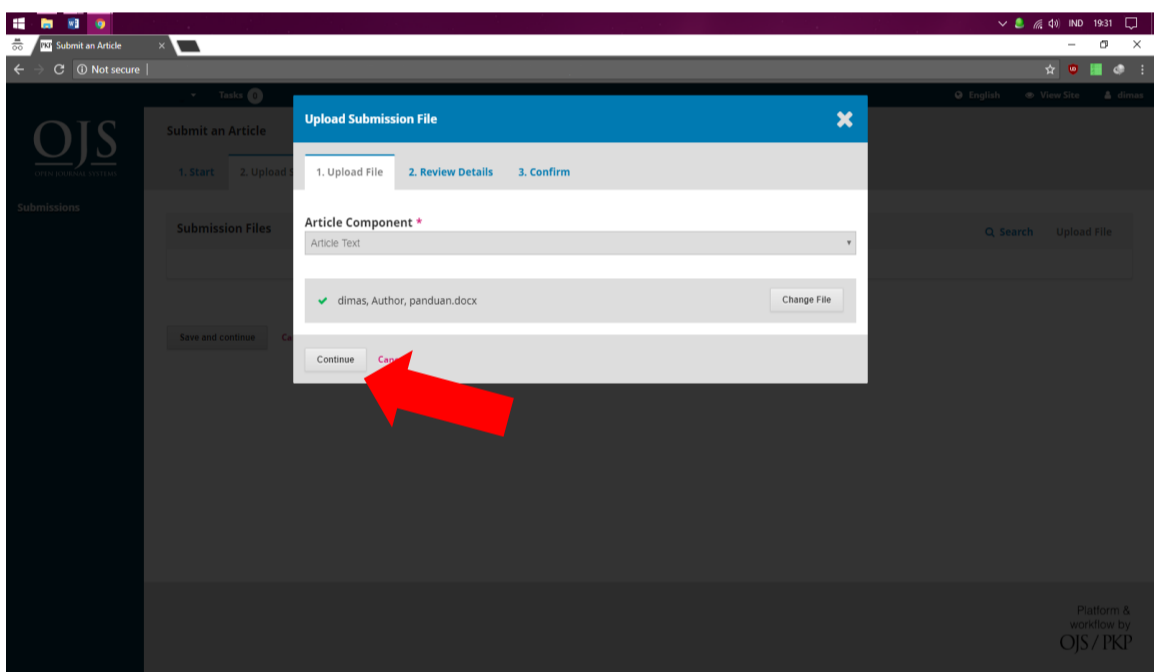 IND 19:31
PKP Submit an Article
Not secure
Tasks 0 English View Site dimas
OJS
OPEN JOURNAL SYSTEMS
Submissions
Submit an Article
1. Start 2. Upload S
Submission Files
Search Upload File
Save and continue Ca
Upload Submission File
1. Upload File 2. Review Details 3. Confirm
Article Component *
Article Text
dimas, Author, panduan.docx Change File
Continue Can
Platform &
workflow by
OJS / PKP